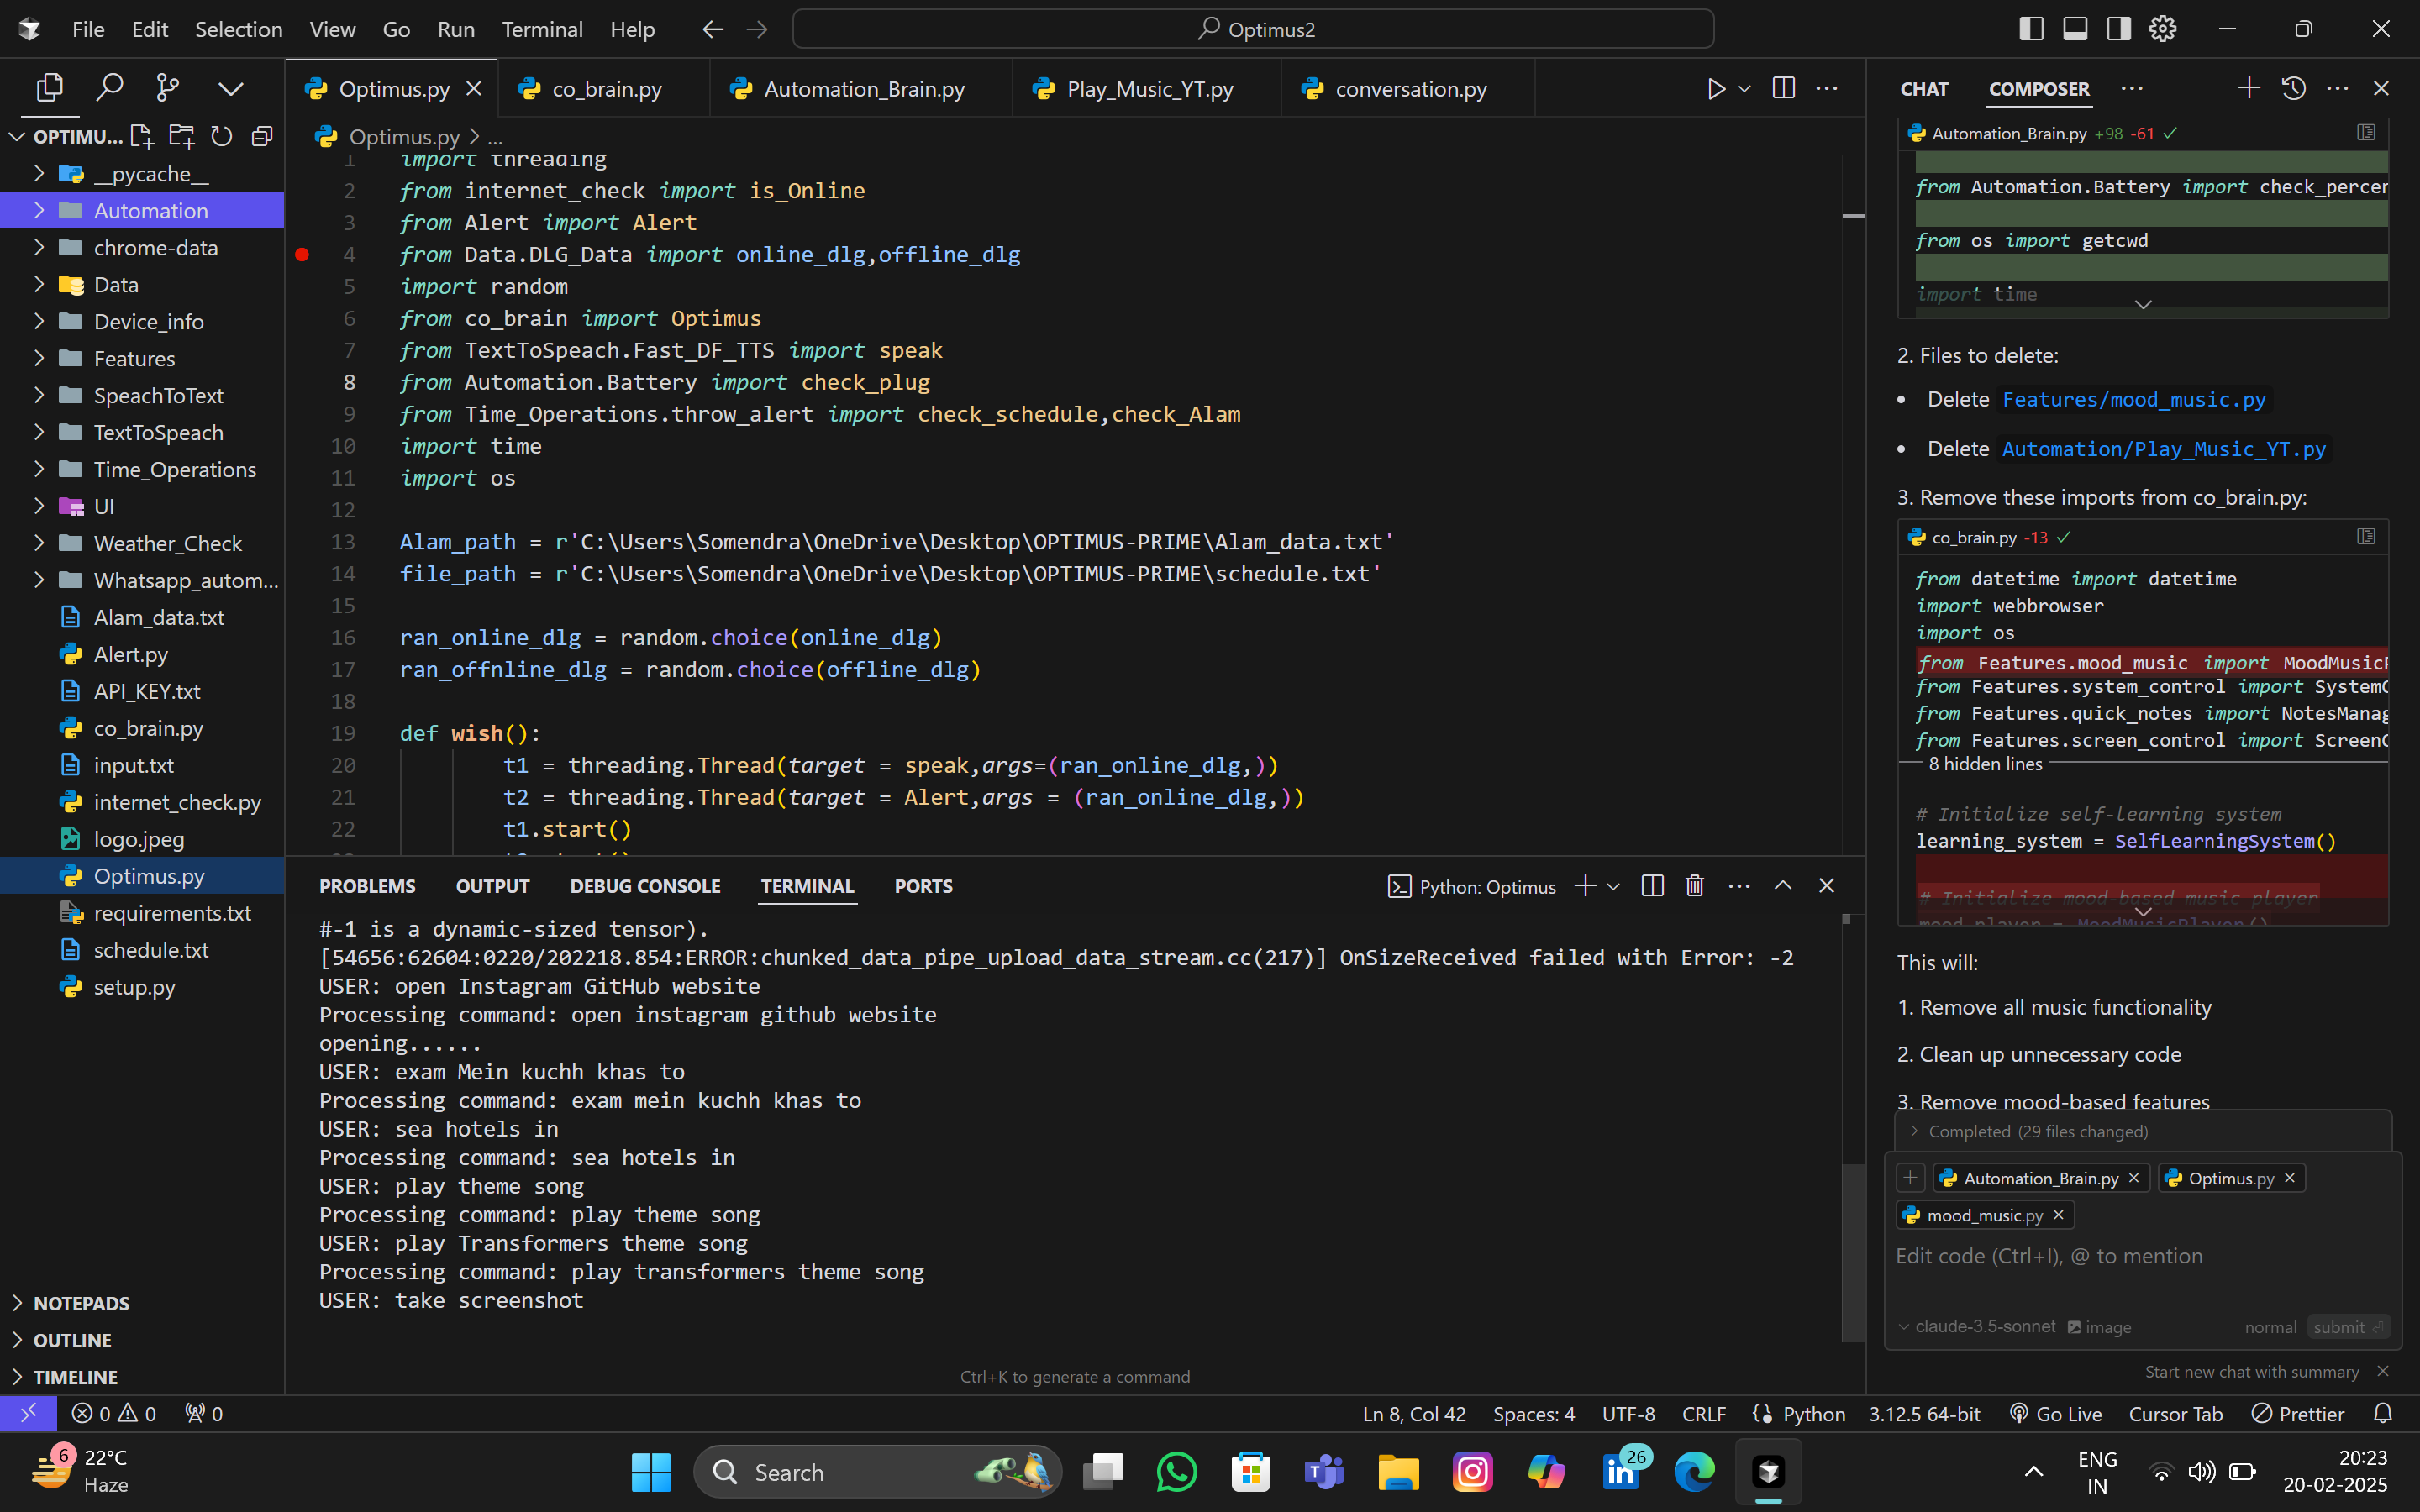 File Edit Selection View Go Run Terminal Help
Optimus2
OPTIMU...
__pycache__
Automation
chrome-data
Data
Device_info
Features
SpeachToText
TextToSpeach
Time_Operations
UI
Weather_Check
Whatsapp_autom...
Alam_data.txt
Alert.py
API_KEY.txt
co_brain.py
input.txt
internet_check.py
logo.jpeg
Optimus.py
requirements.txt
schedule.txt
setup.py
NOTEPADS
OUTLINE
TIMELINE
Optimus.py co_brain.py Automation_Brain.py Play_Music_YT.py conversation.py
Optimus.py > ...
1 import threading
2 from internet_check import is_Online
3 from Alert import Alert
4 from Data.DLG_Data import online_dlg,offline_dlg
5 import random
6 from co_brain import Optimus
7 from TextToSpeach.Fast_DF_TTS import speak
8 from Automation.Battery import check_plug
9 from Time_Operations.throw_alert import check_schedule,check_Alam
10 import time
11 import os
12
13 Alam_path = r'C:\Users\Somendra\OneDrive\Desktop\OPTIMUS-PRIME\Alam_data.txt'
14 file_path = r'C:\Users\Somendra\OneDrive\Desktop\OPTIMUS-PRIME\schedule.txt'
15
16 ran_online_dlg = random.choice(online_dlg)
17 ran_offnline_dlg = random.choice(offline_dlg)
18
19 def wish():
20 t1 = threading.Thread(target = speak,args=(ran_online_dlg,))
21 t2 = threading.Thread(target = Alert,args = (ran_online_dlg,))
22 t1.start()
PROBLEMS OUTPUT DEBUG CONSOLE TERMINAL PORTS
Python: Optimus
#-1 is a dynamic-sized tensor).
[54656:62604:0220/202218.854:ERROR:chunked_data_pipe_upload_data_stream.cc(217)] OnSizeReceived failed with Error: -2
USER: open Instagram GitHub website
Processing command: open instagram github website
opening......
USER: exam Mein kuchh khas to
Processing command: exam mein kuchh khas to
USER: sea hotels in
Processing command: sea hotels in
USER: play theme song
Processing command: play theme song
USER: play Transformers theme song
Processing command: play transformers theme song
USER: take screenshot
Ctrl+K to generate a command
CHAT COMPOSER
Automation_Brain.py +98 -61
from Automation.Battery import check_percen
from os import getcwd
import time
2. Files to delete:
• Delete Features/mood_music.py
• Delete Automation/Play_Music_YT.py
3. Remove these imports from co_brain.py:
co_brain.py -13
from datetime import datetime
import webbrowser
import os
from Features.mood_music import MoodMusicP
from Features.system_control import SystemC
from Features.quick_notes import NotesManag
from Features.screen_control import ScreenC
8 hidden lines
# Initialize self-learning system
learning_system = SelfLearningSystem()
# Initialize mood-based music player
mood_player = MoodMusicPlayer()
This will:
1. Remove all music functionality
2. Clean up unnecessary code
3. Remove mood-based features
Completed (29 files changed)
Automation_Brain.py Optimus.py
mood_music.py
Edit code (Ctrl+I), @ to mention
claude-3.5-sonnet image normal submit
Start new chat with summary
0 0 0
Ln 8, Col 42 Spaces: 4 UTF-8 CRLF Python 3.12.5 64-bit Go Live Cursor Tab Prettier
6
22°C
Haze
Search
26
ENG
IN
20:23
20-02-2025